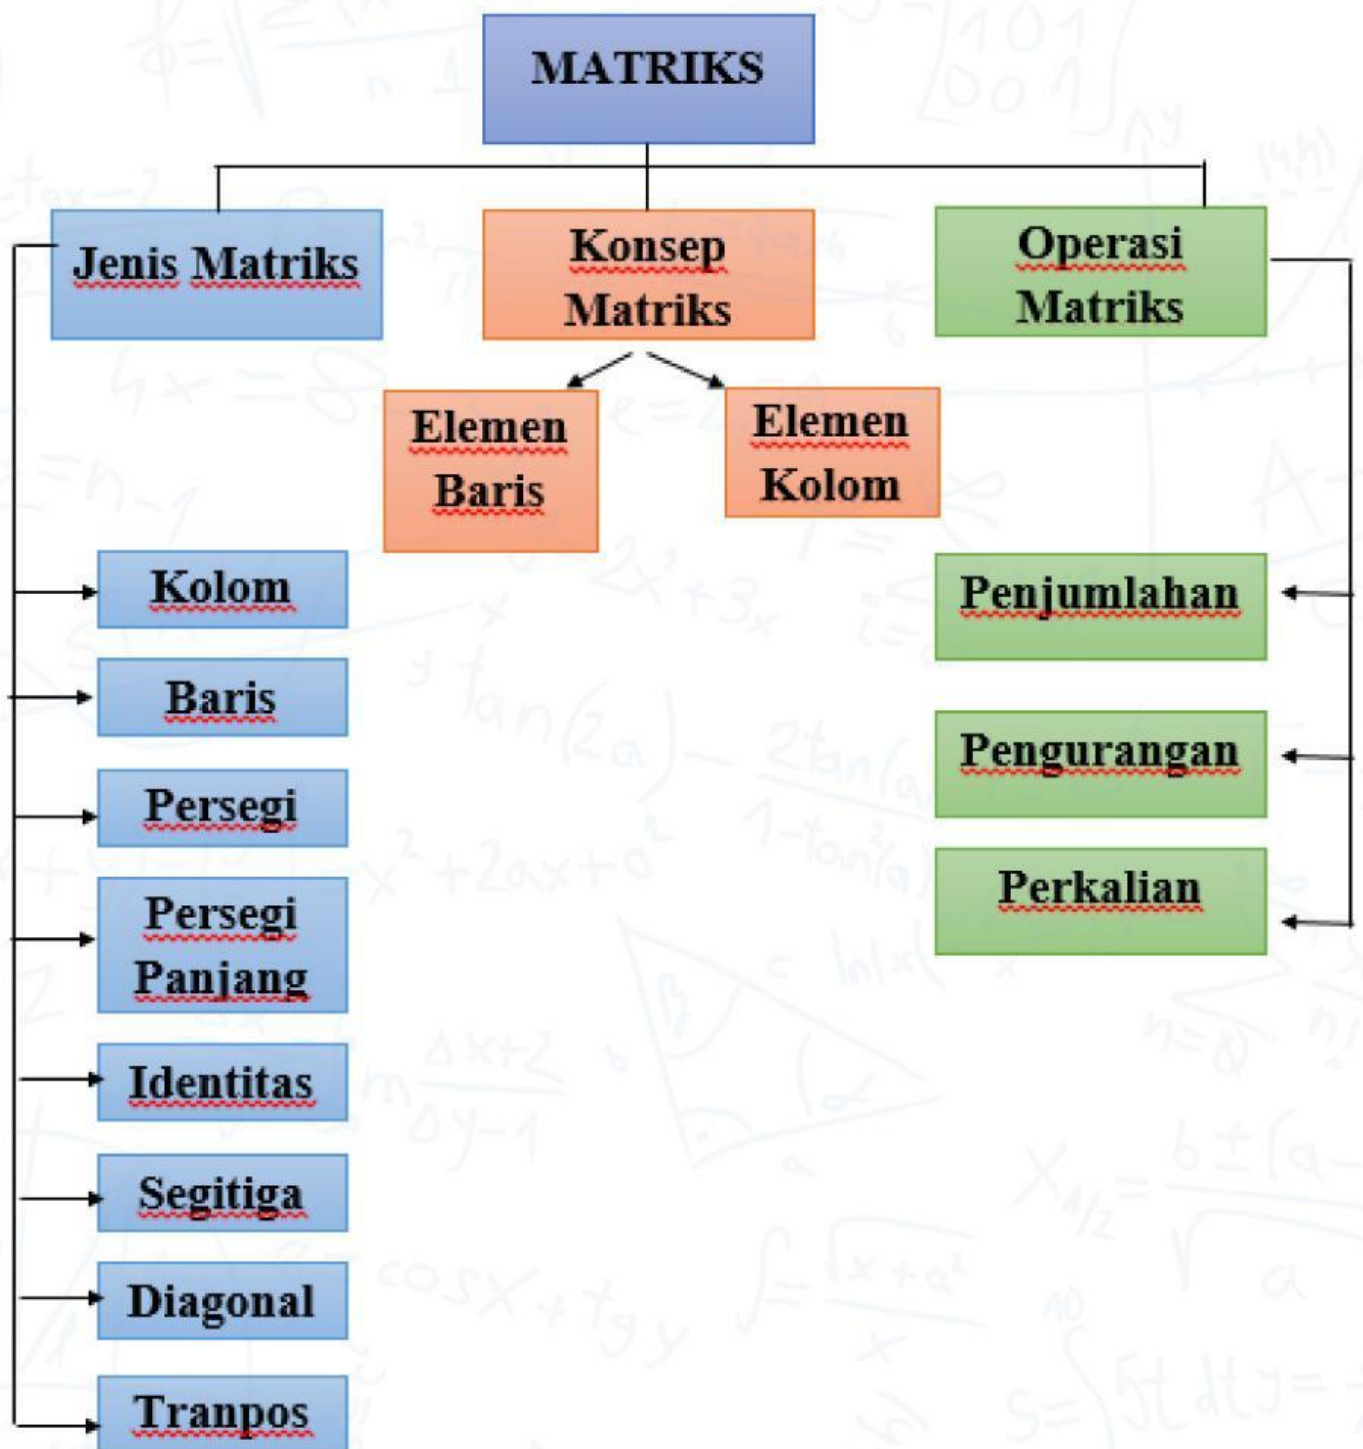 MATRIKS
Jenis Matriks
Konsep
Matriks
Operasi
Matriks
Elemen
Baris
Elemen
Kolom
Kolom
Baris
Persegi
Persegi
Panjang
Identitas
Segitiga
Diagonal
Tranpos
Penjumlahan
Pengurangan
Perkalian